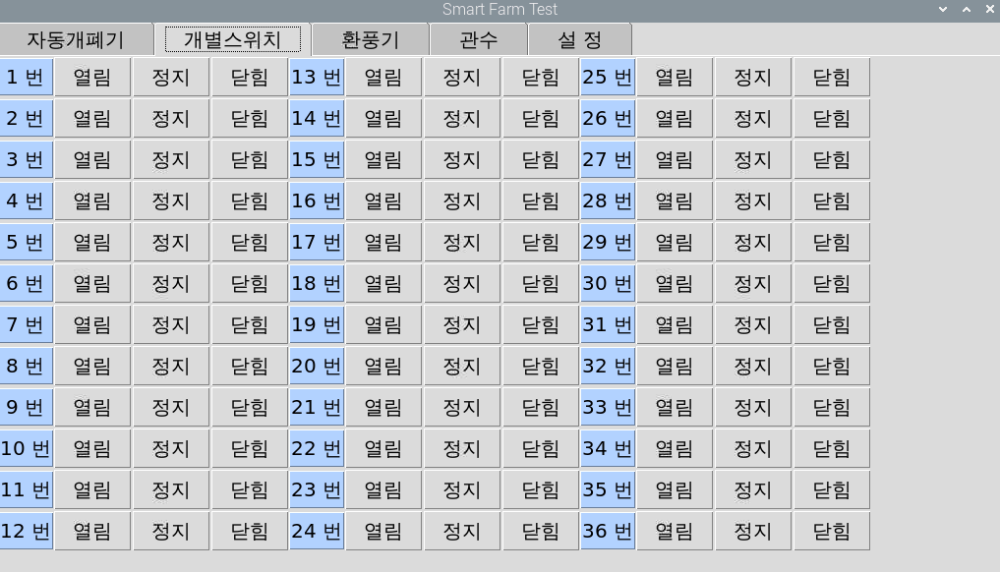 Smart Farm Test
자동개폐기 개별스위치 환풍기 관수 설 정
1 번 열림 정지 닫힘 13 번 열림 정지 닫힘 25 번 열림 정지 닫힘
2 번 열림 정지 닫힘 14 번 열림 정지 닫힘 26 번 열림 정지 닫힘
3 번 열림 정지 닫힘 15 번 열림 정지 닫힘 27 번 열림 정지 닫힘
4 번 열림 정지 닫힘 16 번 열림 정지 닫힘 28 번 열림 정지 닫힘
5 번 열림 정지 닫힘 17 번 열림 정지 닫힘 29 번 열림 정지 닫힘
6 번 열림 정지 닫힘 18 번 열림 정지 닫힘 30 번 열림 정지 닫힘
7 번 열림 정지 닫힘 19 번 열림 정지 닫힘 31 번 열림 정지 닫힘
8 번 열림 정지 닫힘 20 번 열림 정지 닫힘 32 번 열림 정지 닫힘
9 번 열림 정지 닫힘 21 번 열림 정지 닫힘 33 번 열림 정지 닫힘
10 번 열림 정지 닫힘 22 번 열림 정지 닫힘 34 번 열림 정지 닫힘
11 번 열림 정지 닫힘 23 번 열림 정지 닫힘 35 번 열림 정지 닫힘
12 번 열림 정지 닫힘 24 번 열림 정지 닫힘 36 번 열림 정지 닫힘